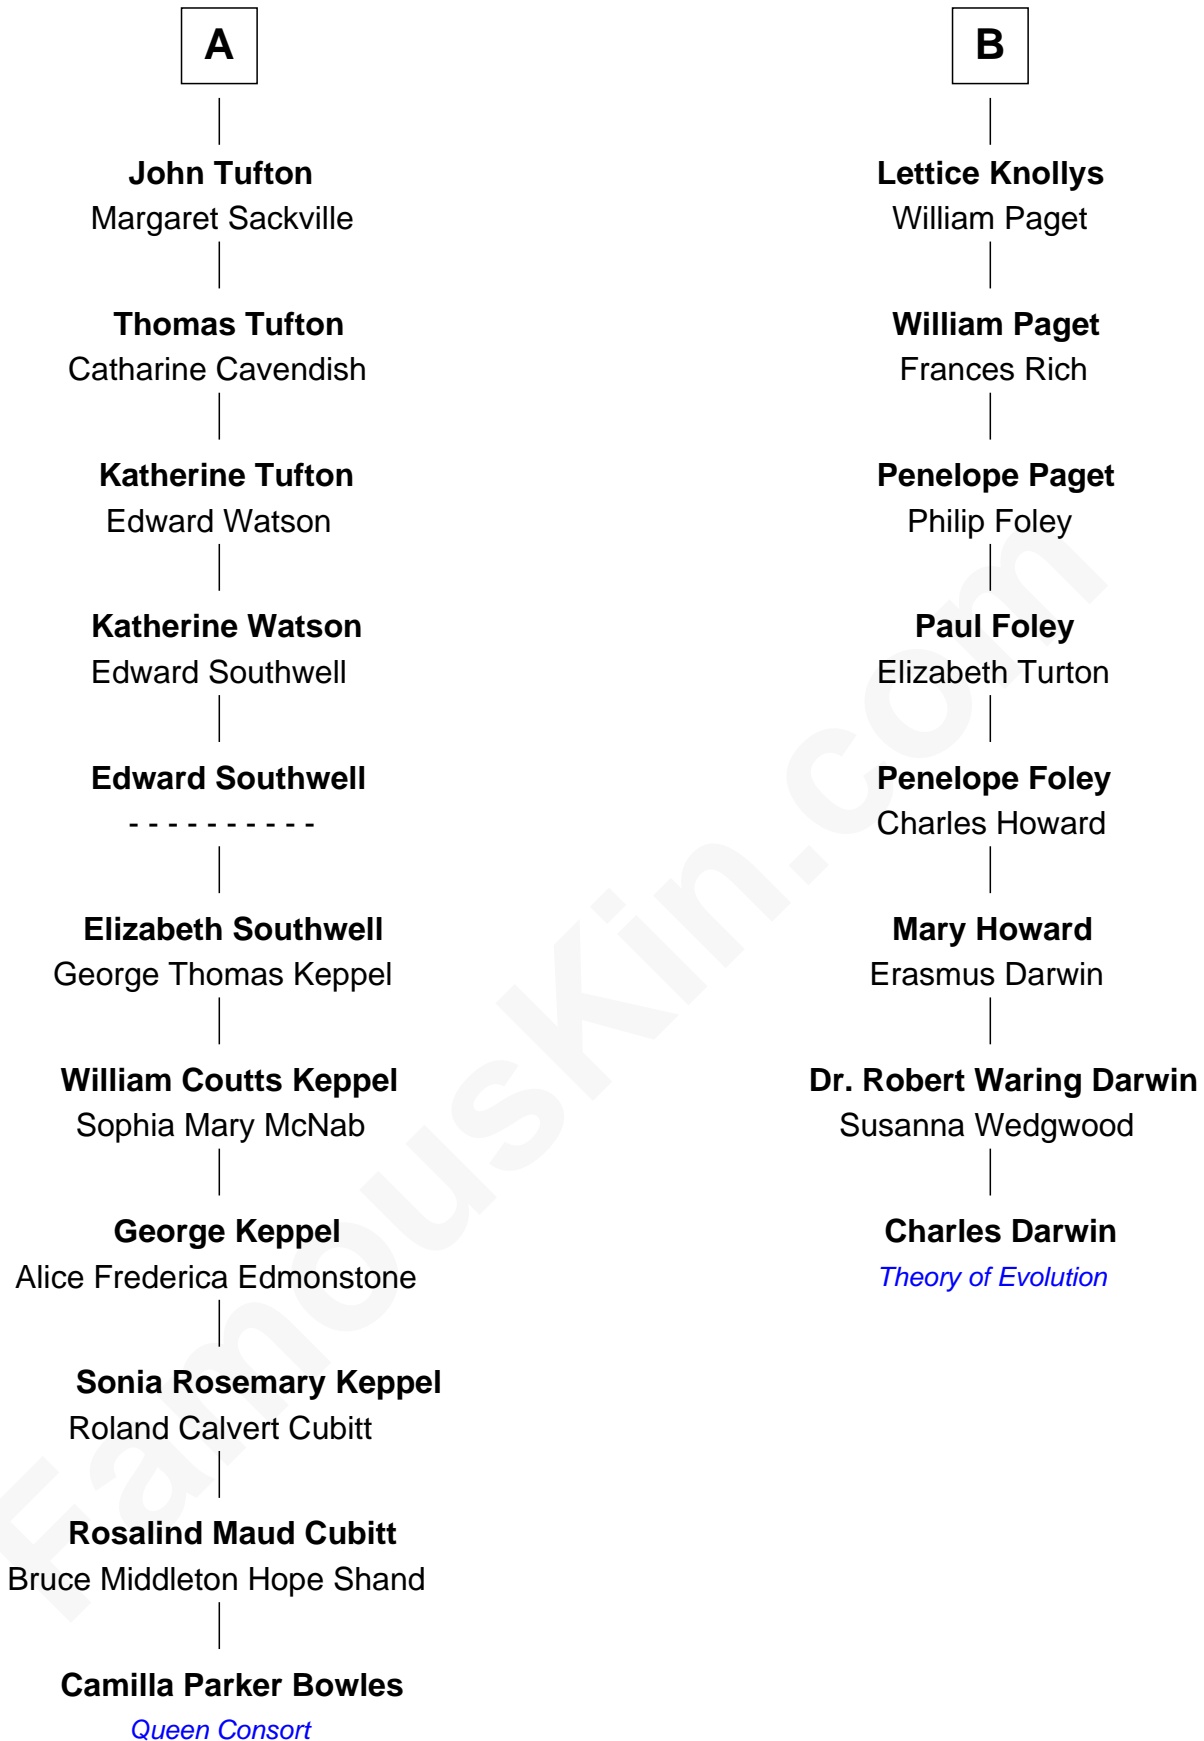 A
John Tufton
Margaret Sackville
Thomas Tufton
Catharine Cavendish
Katherine Tufton
Edward Watson
Katherine Watson
Edward Southwell
Edward Southwell
- - - - - - - - - -
Elizabeth Southwell
George Thomas Keppel
William Coutts Keppel
Sophia Mary McNab
George Keppel
Alice Frederica Edmonstone
Sonia Rosemary Keppel
Roland Calvert Cubitt
Rosalind Maud Cubitt
Bruce Middleton Hope Shand
Camilla Parker Bowles
Queen Consort
B
Lettice Knollys
William Paget
William Paget
Frances Rich
Penelope Paget
Philip Foley
Paul Foley
Elizabeth Turton
Penelope Foley
Charles Howard
Mary Howard
Erasmus Darwin
Dr. Robert Waring Darwin
Susanna Wedgwood
Charles Darwin
Theory of Evolution
FamousKin.com